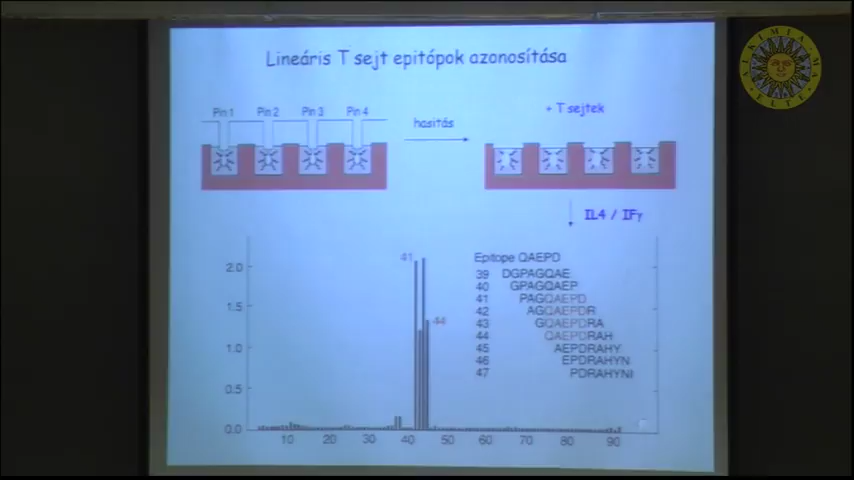 Lineáris T sejt epitópok azonosítása
Pin 1 Pin 2 Pin 3 Pin 4
hasítás
+ T sejtek
IL4 / IFγ
41
44
2.0
1.5
1.0
0.5
0.0
10 20 30 40 50 60 70 80 90
Epitope QAEPD
39 DGPAGQAE
40 GPAGQAEP
41 PAGQAEPD
42 AGQAEPDR
43 GQAEPDRA
44 QAEPDRAH
45 AEPDRAHY
46 EPDRAHYN
47 PDRAHYNI
ALKÍMIA MA
ELTE